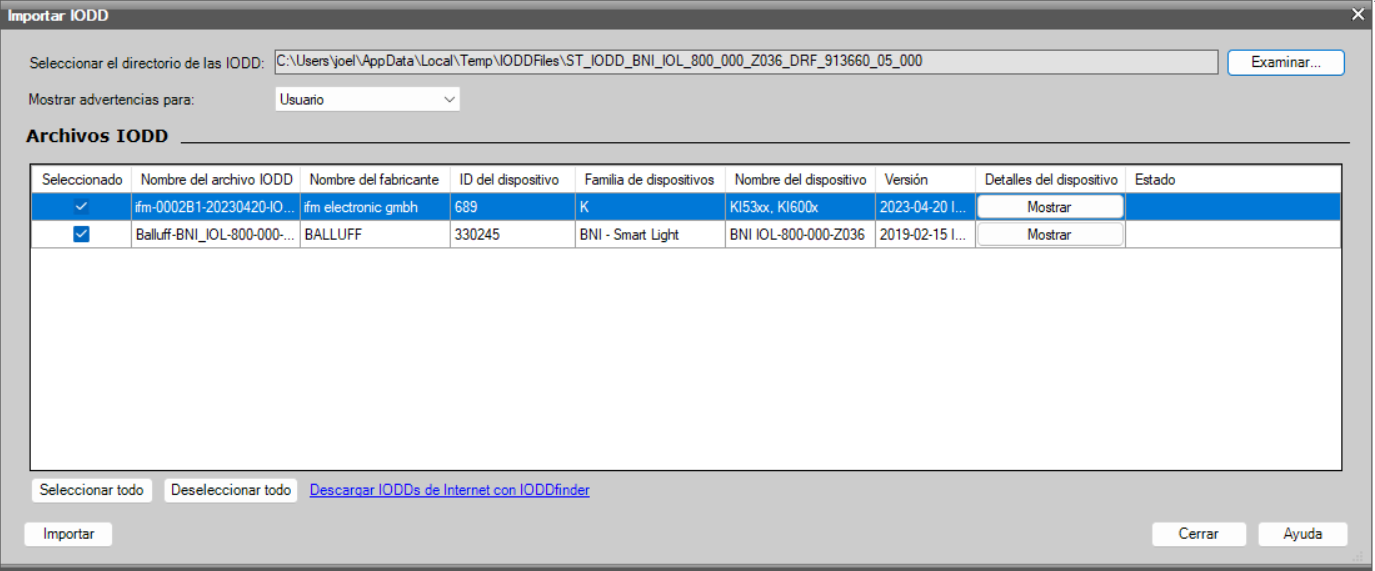 Importar IODD
Seleccionar el directorio de las IODD: C:\Users\joel\AppData\Local\Temp\IODDFiles\ST_IODD_BNI_IOL_800_000_Z036_DRF_913660_05_000 Examinar...
Mostrar advertencias para: Usuario
Archivos IODD
Seleccionado Nombre del archivo IODD Nombre del fabricante ID del dispositivo Familia de dispositivos Nombre del dispositivo Versión Detalles del dispositivo Estado
ifm-0002B1-20230420-IO... ifm electronic gmbh 689 K KI53xx, KI600x 2023-04-20 I... Mostrar
Balluff-BNI_IOL-800-000-... BALLUFF 330245 BNI - Smart Light BNI IOL-800-000-Z036 2019-02-15 I... Mostrar
Seleccionar todo Deseleccionar todo Descargar IODDs de Internet con IODDfinder
Importar Cerrar Ayuda